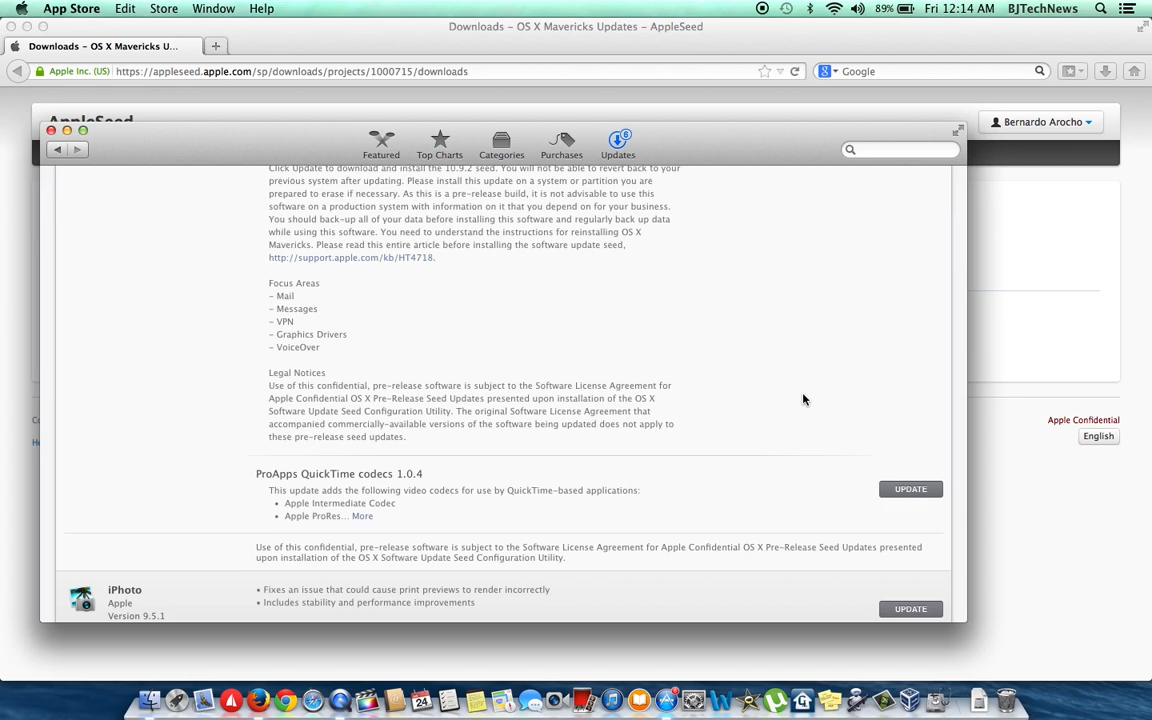 App Store Edit Store Window Help 89% Fri 12:14 AM BJTechNews
Downloads – OS X Mavericks Updates – AppleSeed
Downloads – OS X Mavericks U...
Apple Inc. (US) https://appleseed.apple.com/sp/downloads/projects/1000715/downloads Google
AppleSeed
Bernardo Arocho
Featured Top Charts Categories Purchases Updates 6
Click Update to download and install the 10.9.2 seed. You will not be able to revert back to your
previous system after updating. Please install this update on a system or partition you are
prepared to erase if necessary. As this is a pre-release build, it is not advisable to use this
software on a production system with information on it that you depend on for your business.
You should back-up all of your data before installing this software and regularly back up data
while using this software. You need to understand the instructions for reinstalling OS X
Mavericks. Please read this entire article before installing the software update seed,
http://support.apple.com/kb/HT4718.
Focus Areas
– Mail
– Messages
– VPN
– Graphics Drivers
– VoiceOver
Legal Notices
Use of this confidential, pre-release software is subject to the Software License Agreement for
Apple Confidential OS X Pre-Release Seed Updates presented upon installation of the OS X
Software Update Seed Configuration Utility. The original Software License Agreement that
accompanied commercially-available versions of the software being updated does not apply to
these pre-release seed updates.
Apple Confidential
English
ProApps QuickTime codecs 1.0.4
This update adds the following video codecs for use by QuickTime-based applications:
• Apple Intermediate Codec
• Apple ProRes... More
UPDATE
Use of this confidential, pre-release software is subject to the Software License Agreement for Apple Confidential OS X Pre-Release Seed Updates presented
upon installation of the OS X Software Update Seed Configuration Utility.
iPhoto
Apple
Version 9.5.1
• Fixes an issue that could cause print previews to render incorrectly
• Includes stability and performance improvements
UPDATE
24